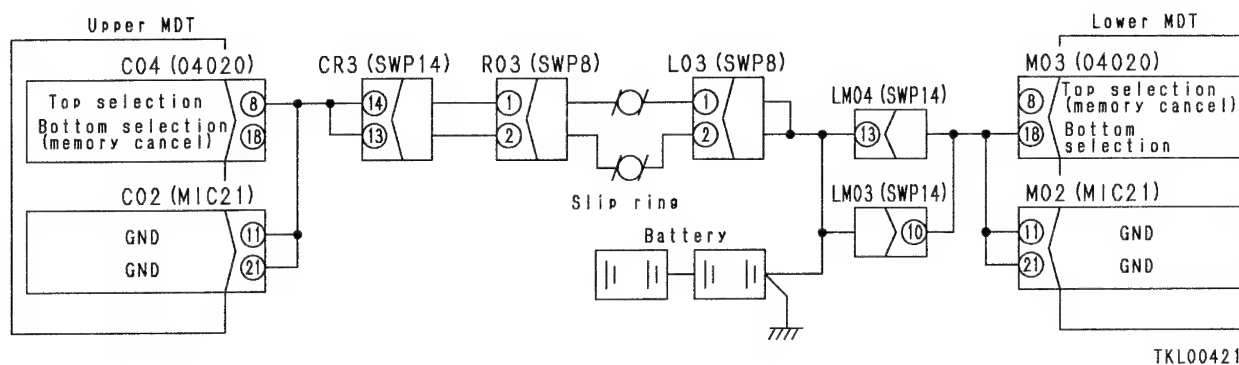 Upper MDT
Lower MDT
C04 (04020)
CR3 (SWP14)
R03 (SWP8)
L03 (SWP8)
M03 (04020)
Top selection
8
Bottom selection
(memory cancel)
18
14
13
1
2
1
2
LM04 (SWP14)
13
8
Top selection
(memory cancel)
18
Bottom
selection
Slip ring
C02 (MIC21)
GND
11
GND
21
Battery
LM03 (SWP14)
10
M02 (MIC21)
11
GND
21
GND
TKL00421